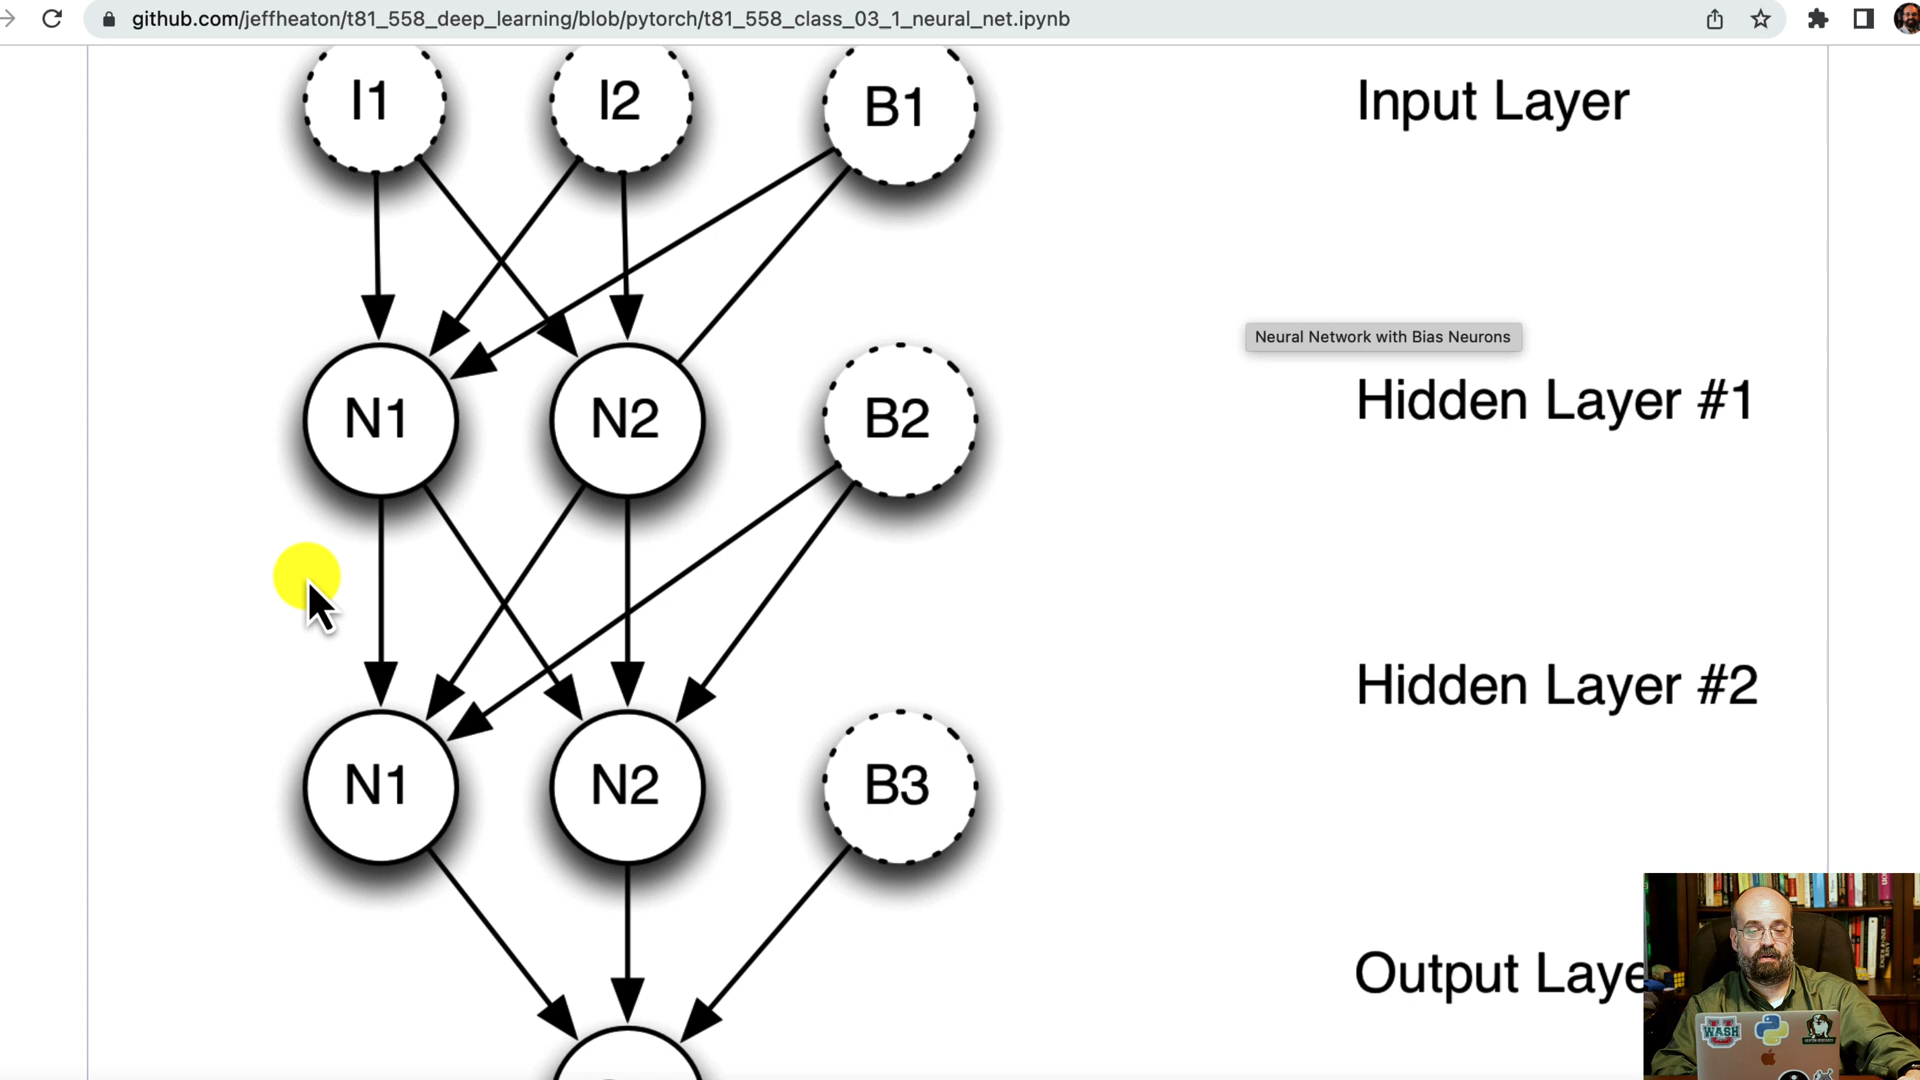 github.com/jeffheaton/t81_558_deep_learning/blob/pytorch/t81_558_class_03_1_neural_net.ipynb
I1 I2 B1 Input Layer
Neural Network with Bias Neurons
N1 N2 B2 Hidden Layer #1
N1 N2 B3 Hidden Layer #2
Output Laye
WASH